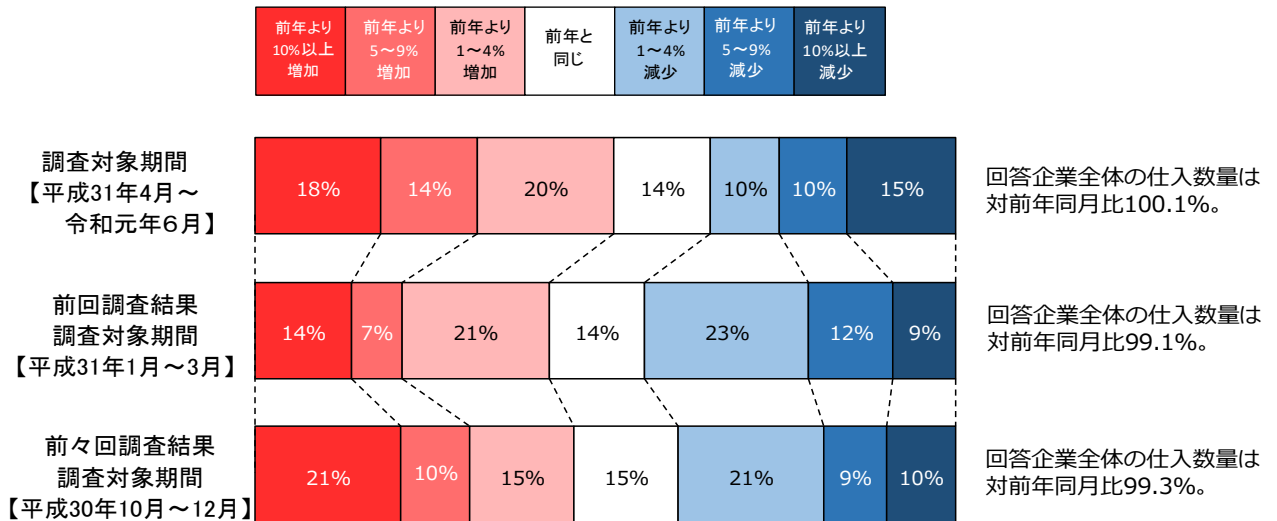 前年より
10%以上
増加
前年より
5～9%
増加
前年より
1～4%
増加
前年と
同じ
前年より
1～4%
減少
前年より
5～9%
減少
前年より
10%以上
減少
調査対象期間
【平成31年4月～
令和元年６月】
18%
14%
20%
14%
10%
10%
15%
回答企業全体の仕入数量は
対前年同月比100.1%。
前回調査結果
調査対象期間
【平成31年1月～3月】
14%
7%
21%
14%
23%
12%
9%
回答企業全体の仕入数量は
対前年同月比99.1%。
前々回調査結果
調査対象期間
【平成30年10月～12月】
21%
10%
15%
15%
21%
9%
10%
回答企業全体の仕入数量は
対前年同月比99.3%。